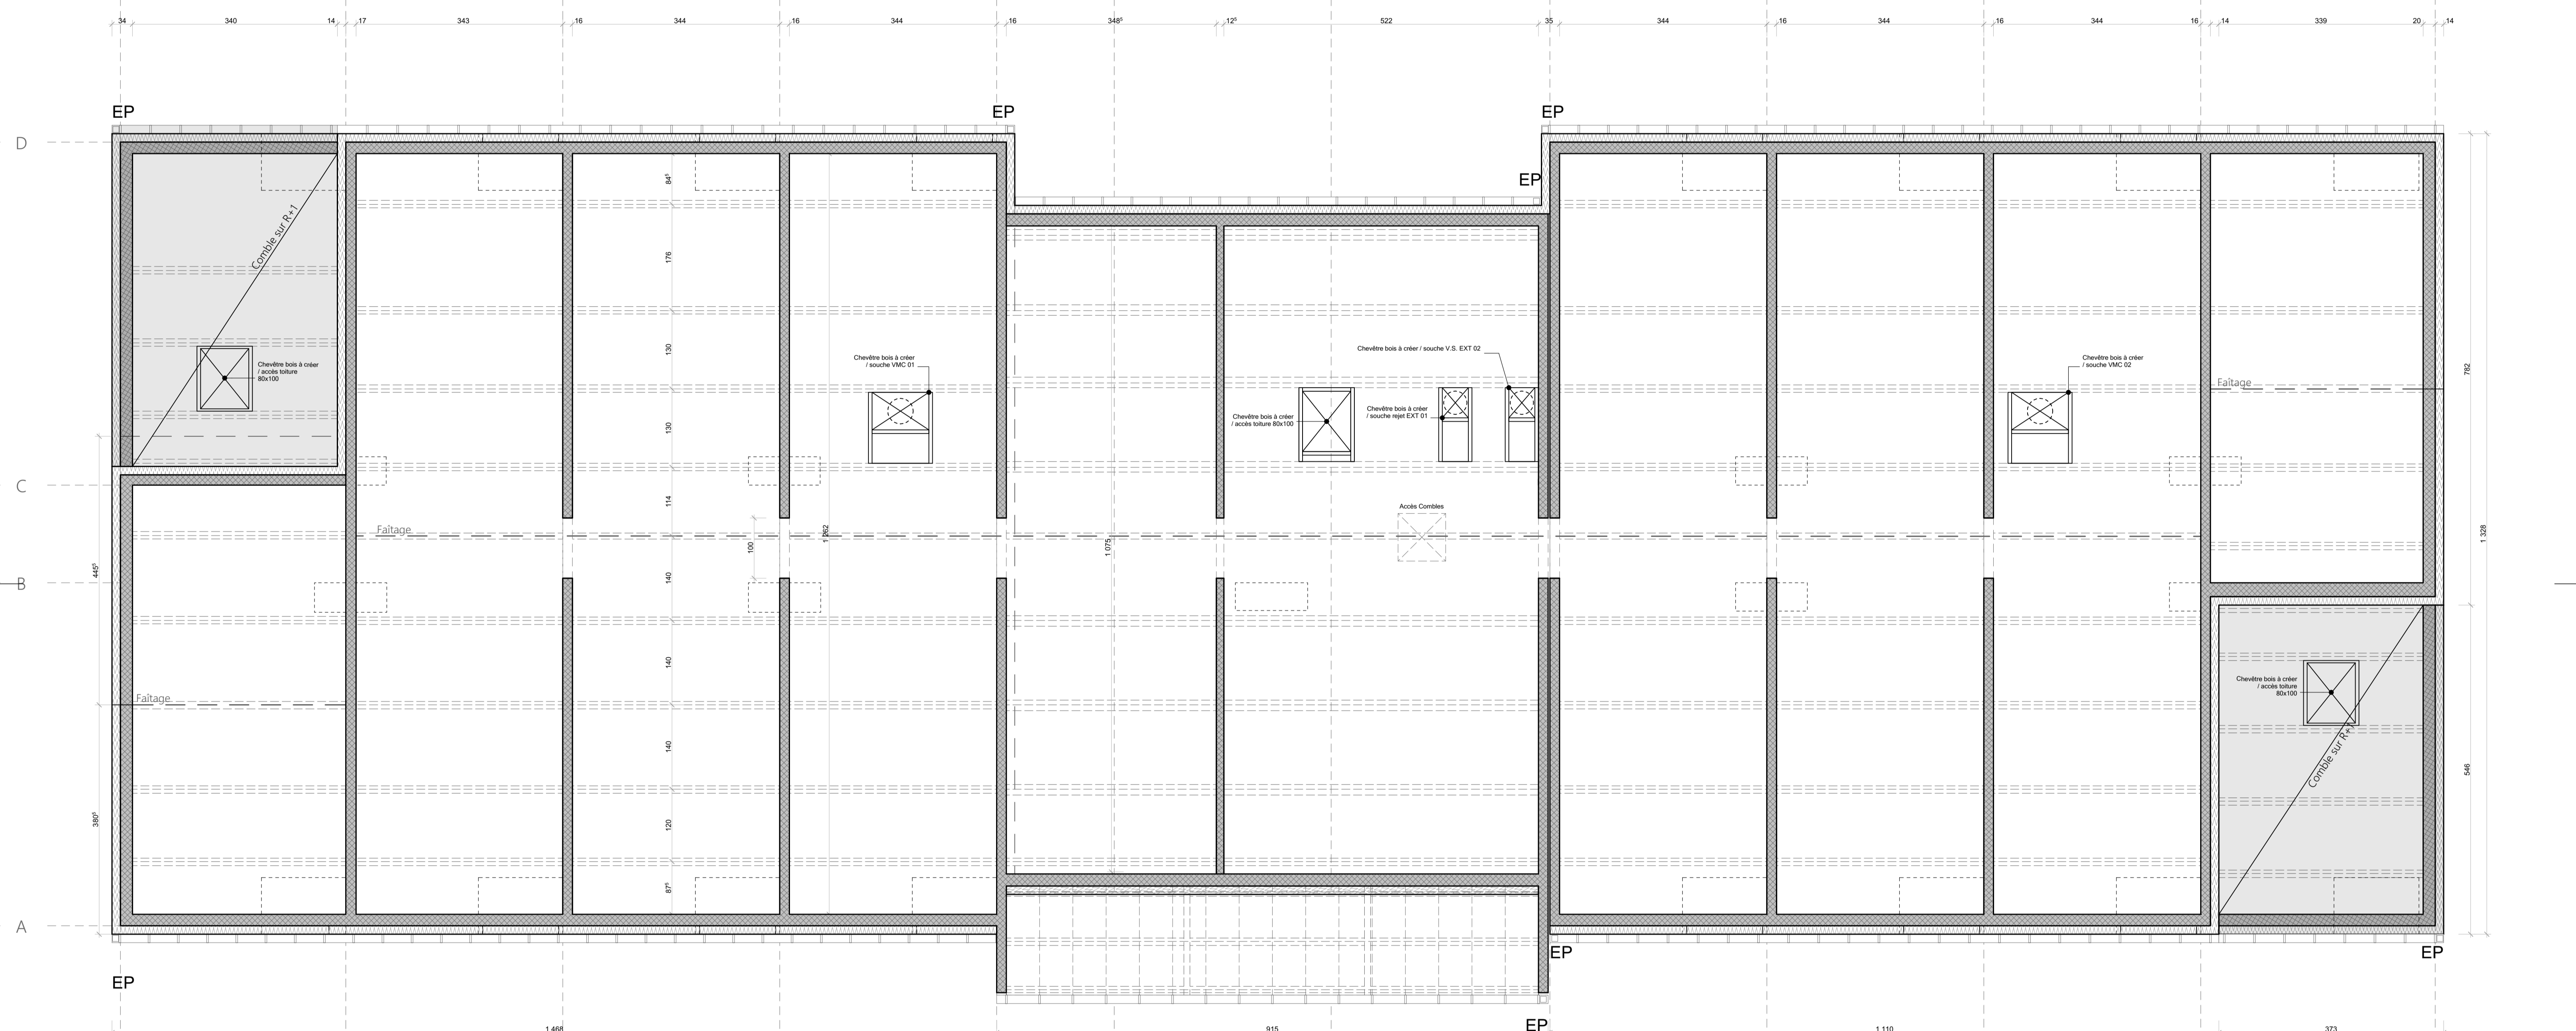 34 340 14 17 343 16 344 16 344 16 348⁵ 12⁵ 522 35 344 16 344 16 344 16 14 339 20 14
EP
EP
EP
EP
D
C
B
A
Comble sur R+1
Chevêtre bois à créer
/ accès toiture
80x100
Chevêtre bois à créer
/ souche VMC 01
Chevêtre bois à créer / souche V.S. EXT 02
Chevêtre bois à créer
/ souche rejet EXT 01
Chevêtre bois à créer
/ accès toiture 80x100
Chevêtre bois à créer
/ souche VMC 02
Faîtage
Accès Combles
Faîtage
Faîtage
84⁵
176
130
130
114
140
140
140
120
87⁵
100
1 262
1 075
445⁵
380⁵
782
546
1 328
Chevêtre bois à créer
/ accès toiture
80x100
Comble sur R+1
EP
EP
EP
EP
1 468 915 1 110 373